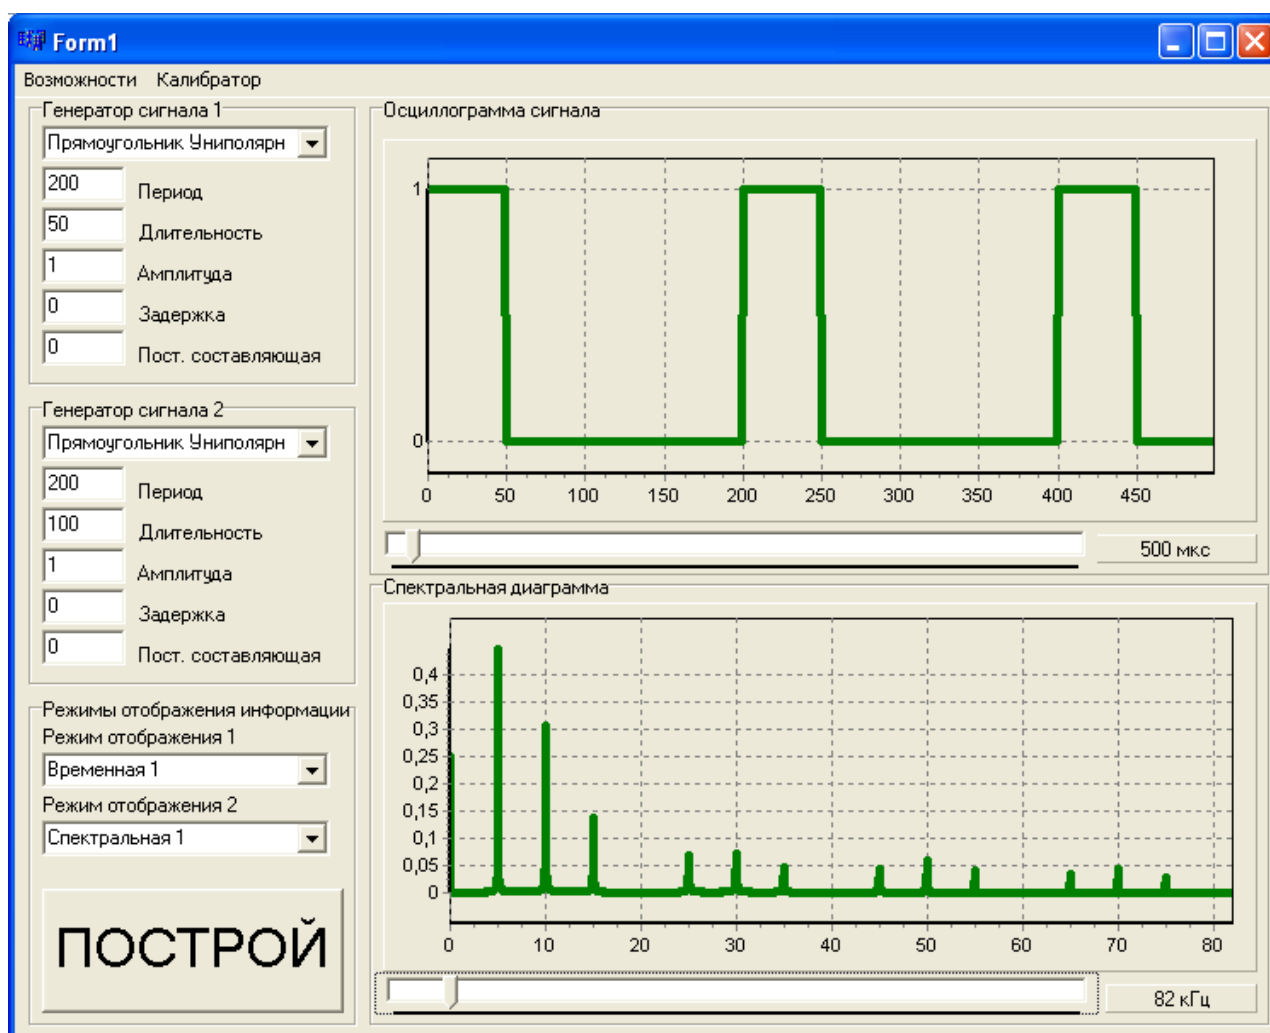 Form1
Возможности Калибратор
Генератор сигнала 1
Прямоугольник Униполярн
200 Период
50 Длительность
1 Амплитуда
0 Задержка
0 Пост. составляющая
Генератор сигнала 2
Прямоугольник Униполярн
200 Период
100 Длительность
1 Амплитуда
0 Задержка
0 Пост. составляющая
Режимы отображения информации
Режим отображения 1
Временная 1
Режим отображения 2
Спектральная 1
ПОСТРОЙ
Осциллограмма сигнала
1
0
0 50 100 150 200 250 300 350 400 450
500 мкс
Спектральная диаграмма
0,4
0,35
0,3
0,25
0,2
0,15
0,1
0,05
0
0 10 20 30 40 50 60 70 80
82 кГц